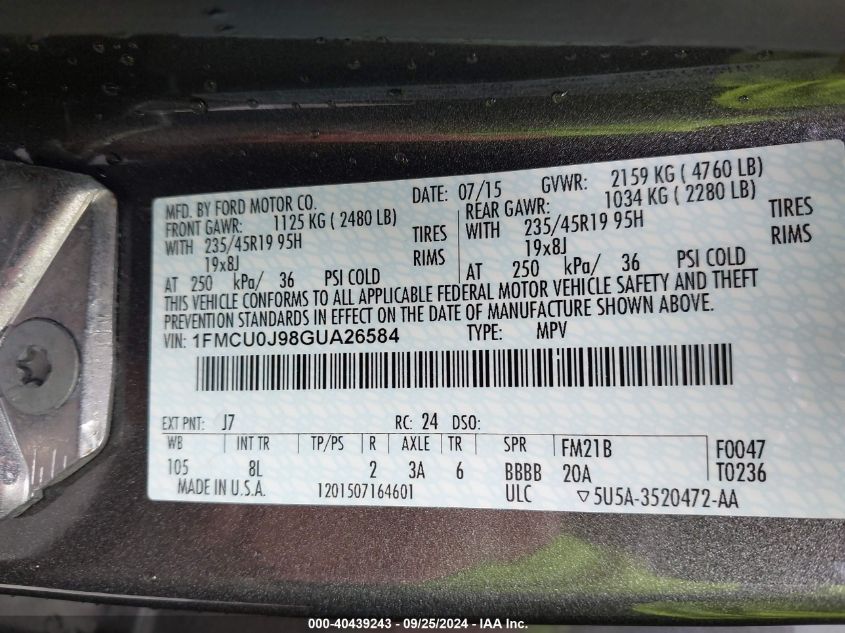 MFD. BY FORD MOTOR CO. DATE: 07/15 GVWR: 2159 KG ( 4760 LB)
FRONT GAWR: 1125 KG ( 2480 LB) REAR GAWR: 1034 KG ( 2280 LB)
WITH 235/45R19 95H TIRES WITH 235/45R19 95H TIRES
19x8J RIMS 19x8J RIMS
AT 250 kPa/ 36 PSI COLD AT 250 kPa/ 36 PSI COLD
THIS VEHICLE CONFORMS TO ALL APPLICABLE FEDERAL MOTOR VEHICLE SAFETY AND THEFT
PREVENTION STANDARDS IN EFFECT ON THE DATE OF MANUFACTURE SHOWN ABOVE.
VIN: 1FMCU0J98GUA26584 TYPE: MPV
EXT PNT: J7 RC: 24 DSO:
WB INT TR TP/PS R AXLE TR SPR FM21B F0047
105 8L 2 3A 6 BBBB 20A T0236
MADE IN U.S.A. 1201507164601 ULC ▽5U5A-3520472-AA
000-40439243 - 09/25/2024 - IAA Inc.